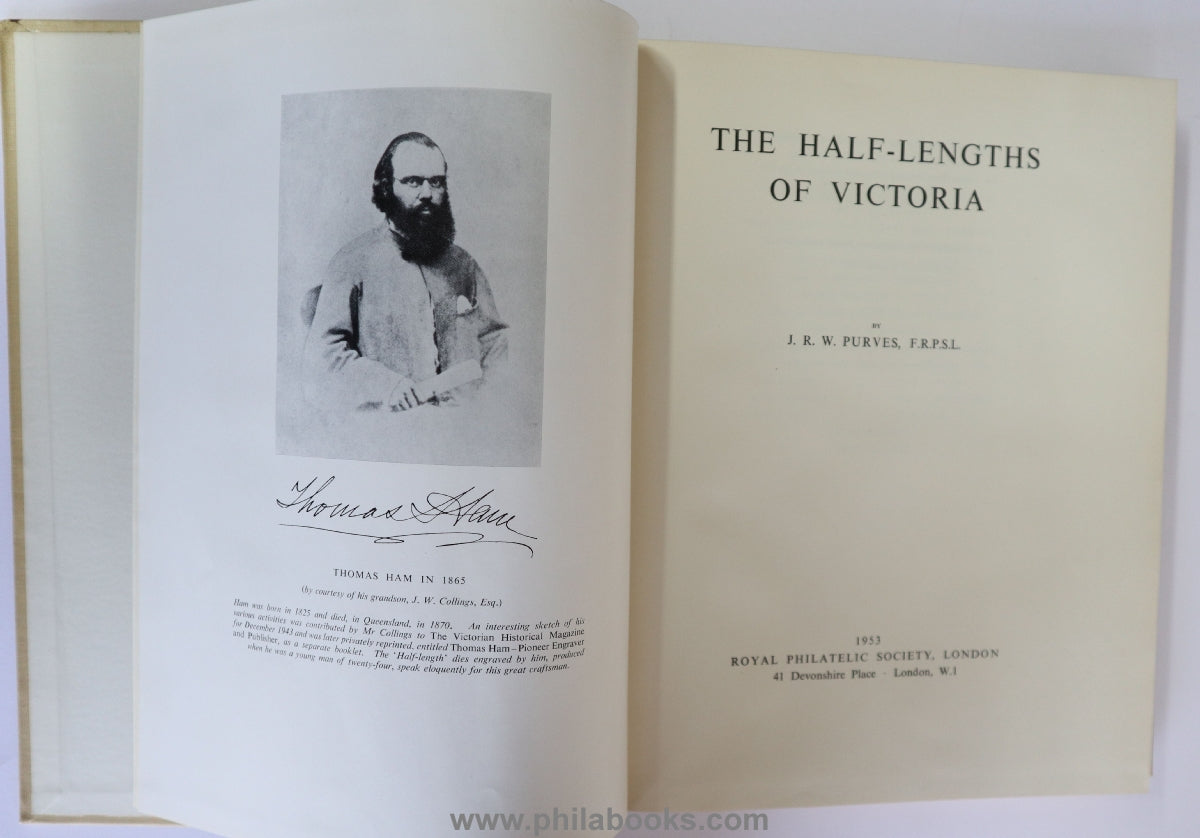 Thomas Ham
THOMAS HAM IN 1865
(by courtesy of his grandson, J. W. Collings, Esq.)
Ham was born in 1825 and died, in Queensland, in 1870. An interesting sketch of his
various activities was contributed by Mr Collings to The Victorian Historical Magazine
for December 1943 and was later privately reprinted, entitled Thomas Ham – Pioneer Engraver
and Publisher, as a separate booklet. The 'Half-length' dies engraved by him, produced
when he was a young man of twenty-four, speak eloquently for this great craftsman.
THE HALF-LENGTHS
OF VICTORIA
BY
J. R. W. PURVES, F.R.P.S.L.
1953
ROYAL PHILATELIC SOCIETY, LONDON
41 Devonshire Place · London, W.1
www.philabooks.com